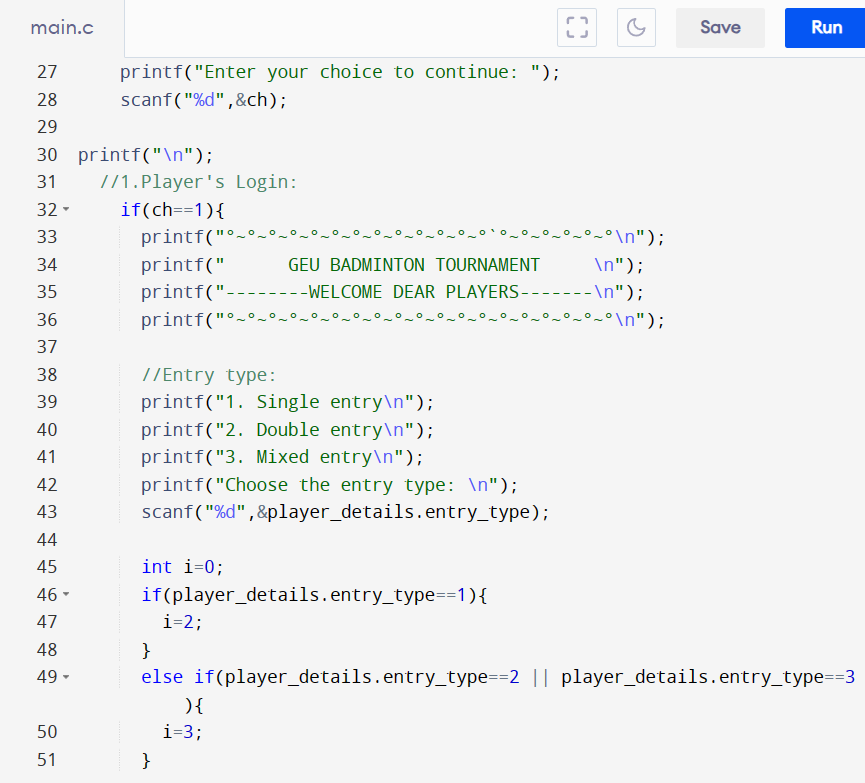 main.c
Save
Run
27 printf("Enter your choice to continue: ");
28 scanf("%d",&ch);
29
30 printf("\n");
31 //1.Player's Login:
32 if(ch==1){
33 printf("°~°~°~°~°~°~°~°~°~°~°~°~°`°~°~°~°~°~°\n");
34 printf("      GEU BADMINTON TOURNAMENT     \n");
35 printf("--------WELCOME DEAR PLAYERS-------\n");
36 printf("°~°~°~°~°~°~°~°~°~°~°~°~°~°~°~°~°~°~°\n");
37
38 //Entry type:
39 printf("1. Single entry\n");
40 printf("2. Double entry\n");
41 printf("3. Mixed entry\n");
42 printf("Choose the entry type: \n");
43 scanf("%d",&player_details.entry_type);
44
45 int i=0;
46 if(player_details.entry_type==1){
47 i=2;
48 }
49 else if(player_details.entry_type==2 || player_details.entry_type==3
){
50 i=3;
51 }